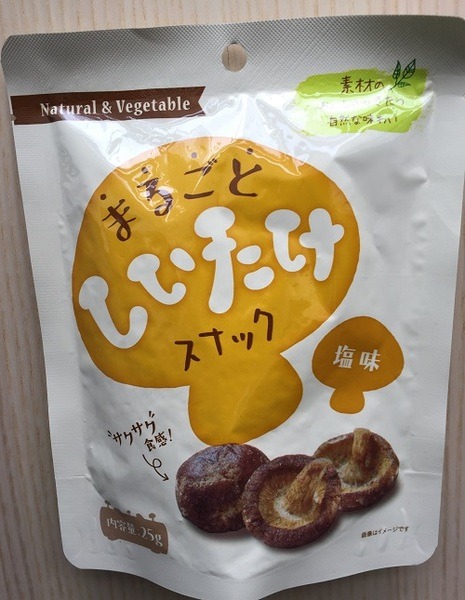 Natural & Vegetable
素材の
自然な味わい
まるごと
しいたけ
スナック
塩味
サクサク
食感!
内容量:25g
画像はイメージです